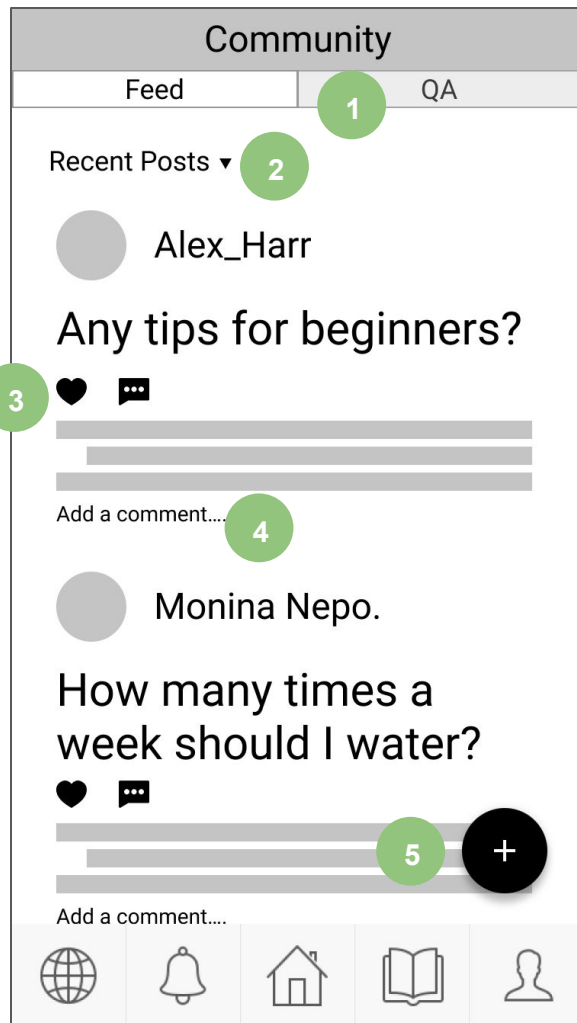 Community
Feed
1
QA
Recent Posts ▾
2
Alex_Harr
Any tips for beginners?
3
Add a comment....
4
Monina Nepo.
How many times a
week should I water?
5
+
Add a comment....